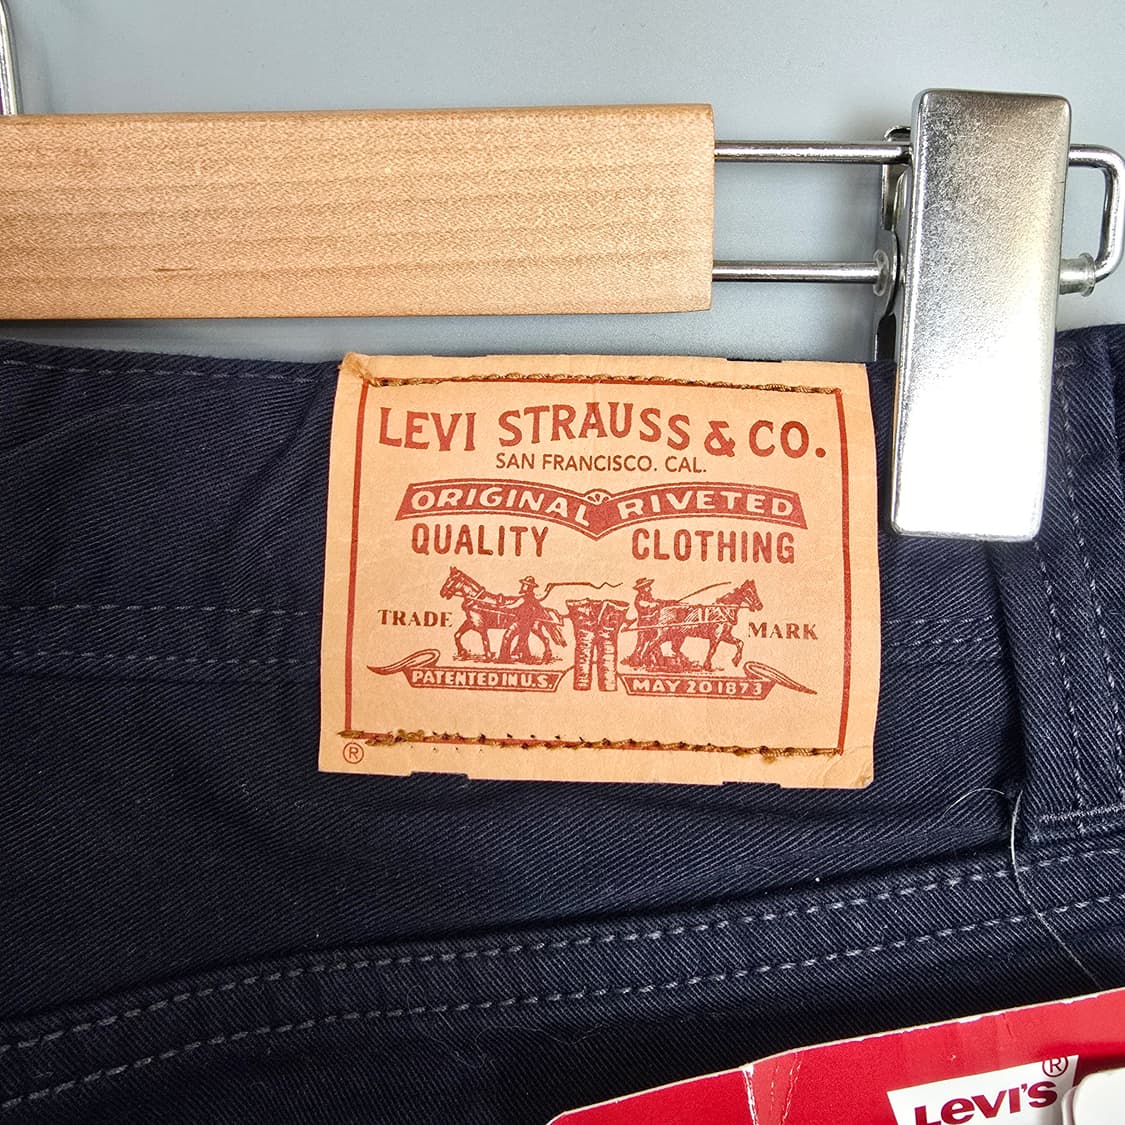 LEVI STRAUSS & CO.
SAN FRANCISCO. CAL.
ORIGINAL RIVETED
QUALITY CLOTHING
TRADE MARK
PATENTED IN U.S. MAY 20 1873
®
LEVI'S®